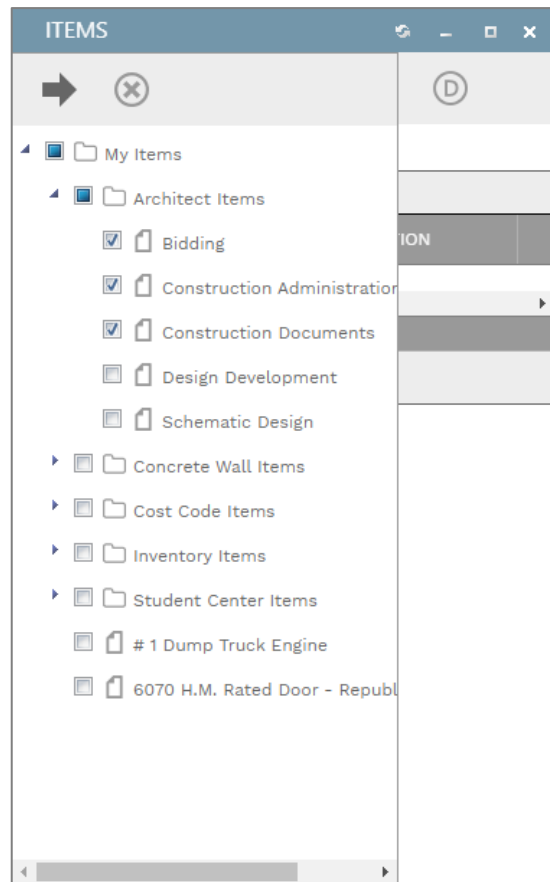 ITEMS
D
My Items
Architect Items
ION
Bidding
Construction Administration
Construction Documents
Design Development
Schematic Design
Concrete Wall Items
Cost Code Items
Inventory Items
Student Center Items
# 1 Dump Truck Engine
6070 H.M. Rated Door - Republ